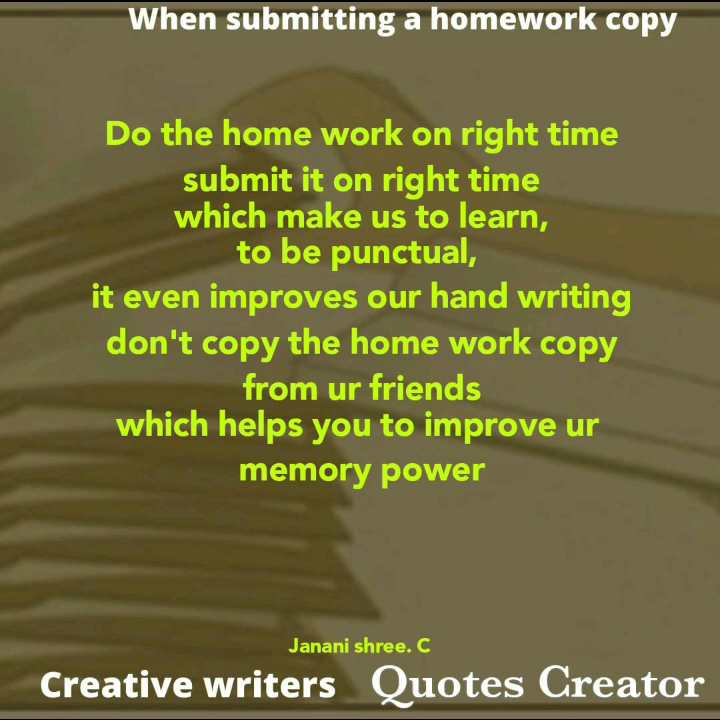 When submitting a homework copy
Do the home work on right time
submit it on right time
which make us to learn,
to be punctual,
it even improves our hand writing
don't copy the home work copy
from ur friends
which helps you to improve ur
memory power
Janani shree. C
Creative writers Quotes Creator